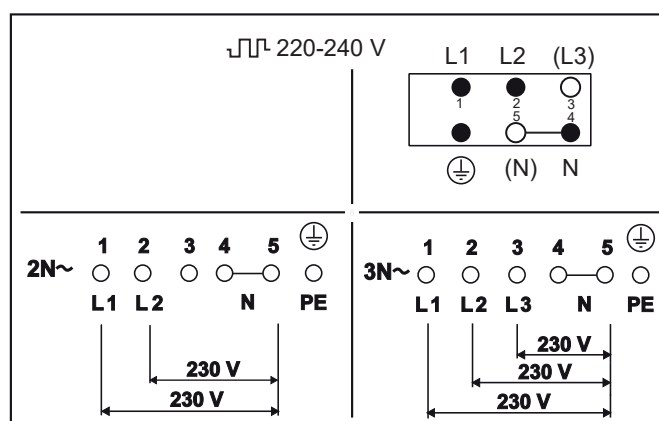 220-240 V
L1 L2 (L3)
1 2 3
5 4
(N) N
1 2 3 4 5
2N~
L1 L2 N PE
230 V
230 V
1 2 3 4 5
3N~
L1 L2 L3 N PE
230 V
230 V
230 V